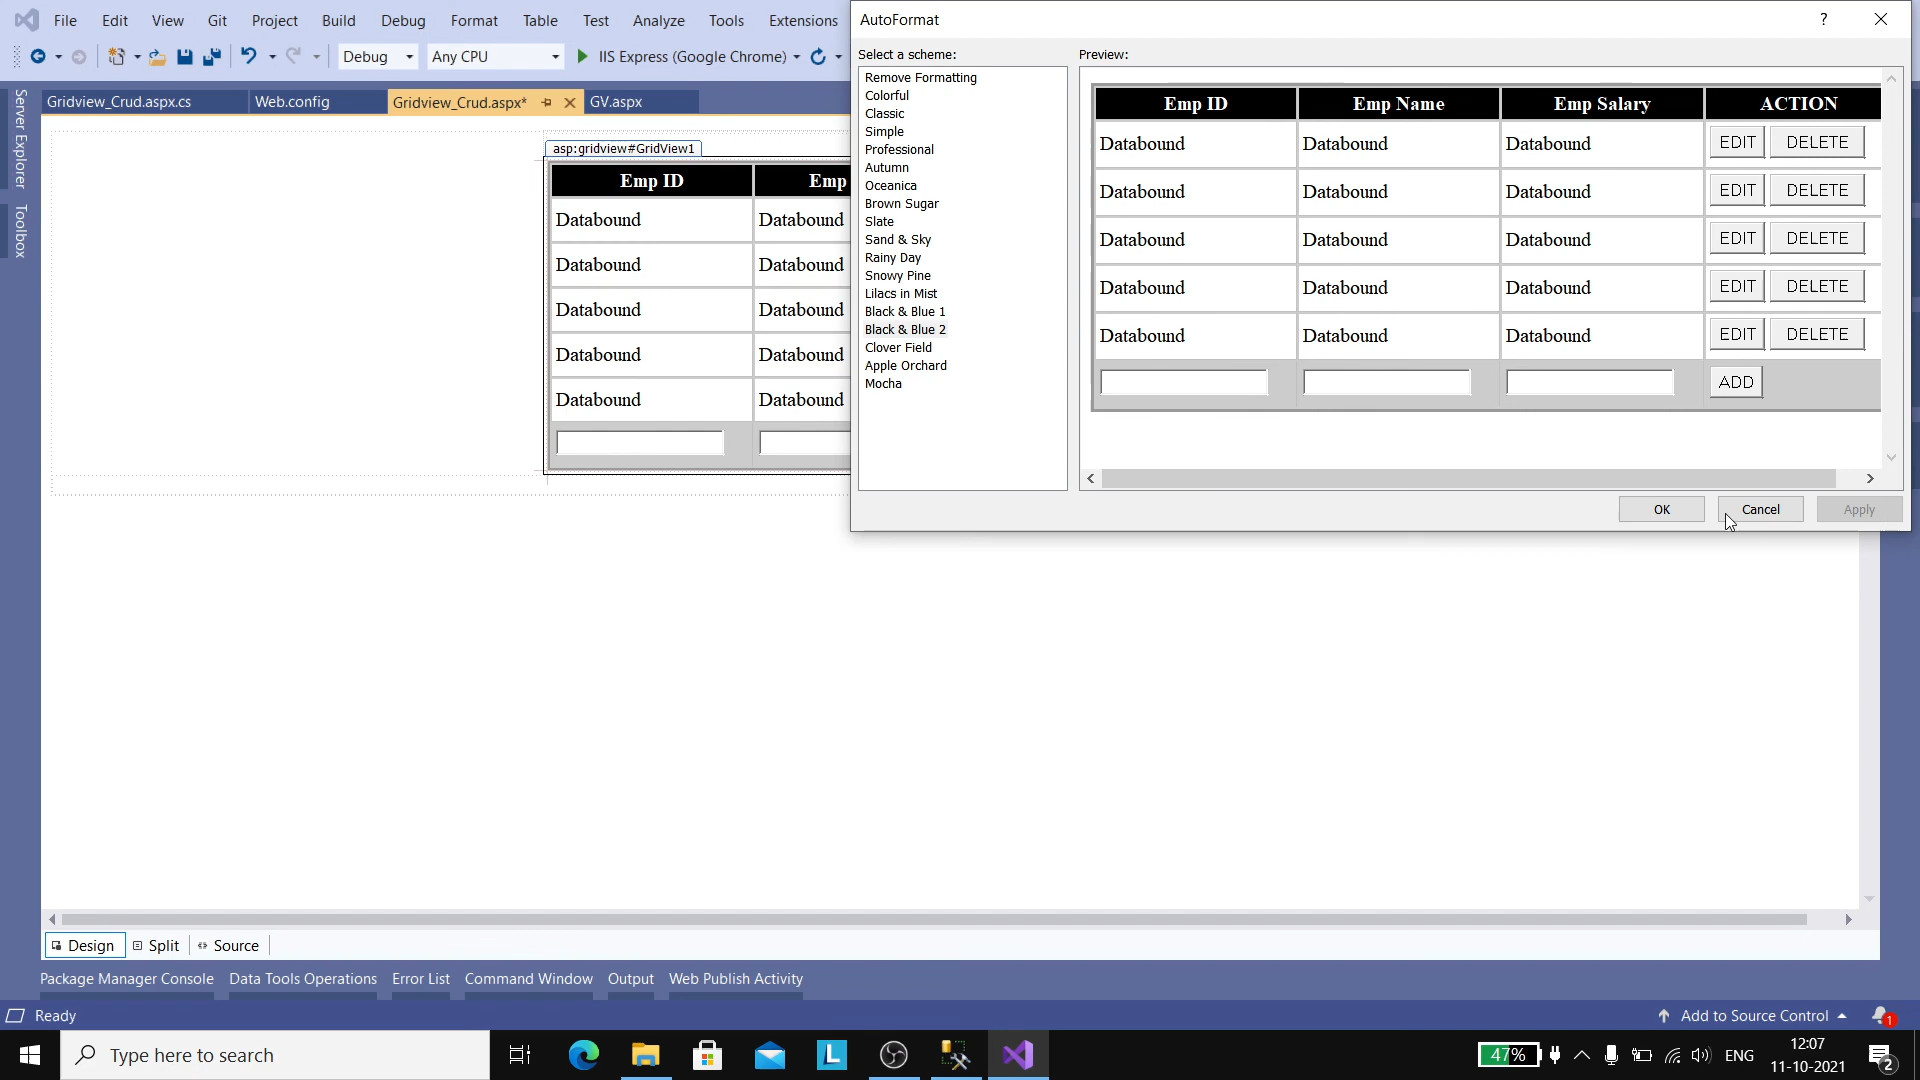 File Edit View Git Project Build Debug Format Table Test Analyze Tools Extensions
Debug Any CPU IIS Express (Google Chrome)
Server Explorer
Toolbox
Gridview_Crud.aspx.cs Web.config Gridview_Crud.aspx* GV.aspx
asp:gridview#GridView1
Emp ID Emp
Databound Databound
Databound Databound
Databound Databound
Databound Databound
Databound Databound
AutoFormat ?
Select a scheme:
Remove Formatting
Colorful
Classic
Simple
Professional
Autumn
Oceanica
Brown Sugar
Slate
Sand & Sky
Rainy Day
Snowy Pine
Lilacs in Mist
Black & Blue 1
Black & Blue 2
Clover Field
Apple Orchard
Mocha
Preview:
Emp ID Emp Name Emp Salary ACTION
Databound Databound Databound EDIT DELETE
Databound Databound Databound EDIT DELETE
Databound Databound Databound EDIT DELETE
Databound Databound Databound EDIT DELETE
Databound Databound Databound EDIT DELETE
ADD
OK Cancel Apply
Design Split Source
Package Manager Console Data Tools Operations Error List Command Window Output Web Publish Activity
Ready Add to Source Control 1
Type here to search L 47% ENG 12:07
11-10-2021 2